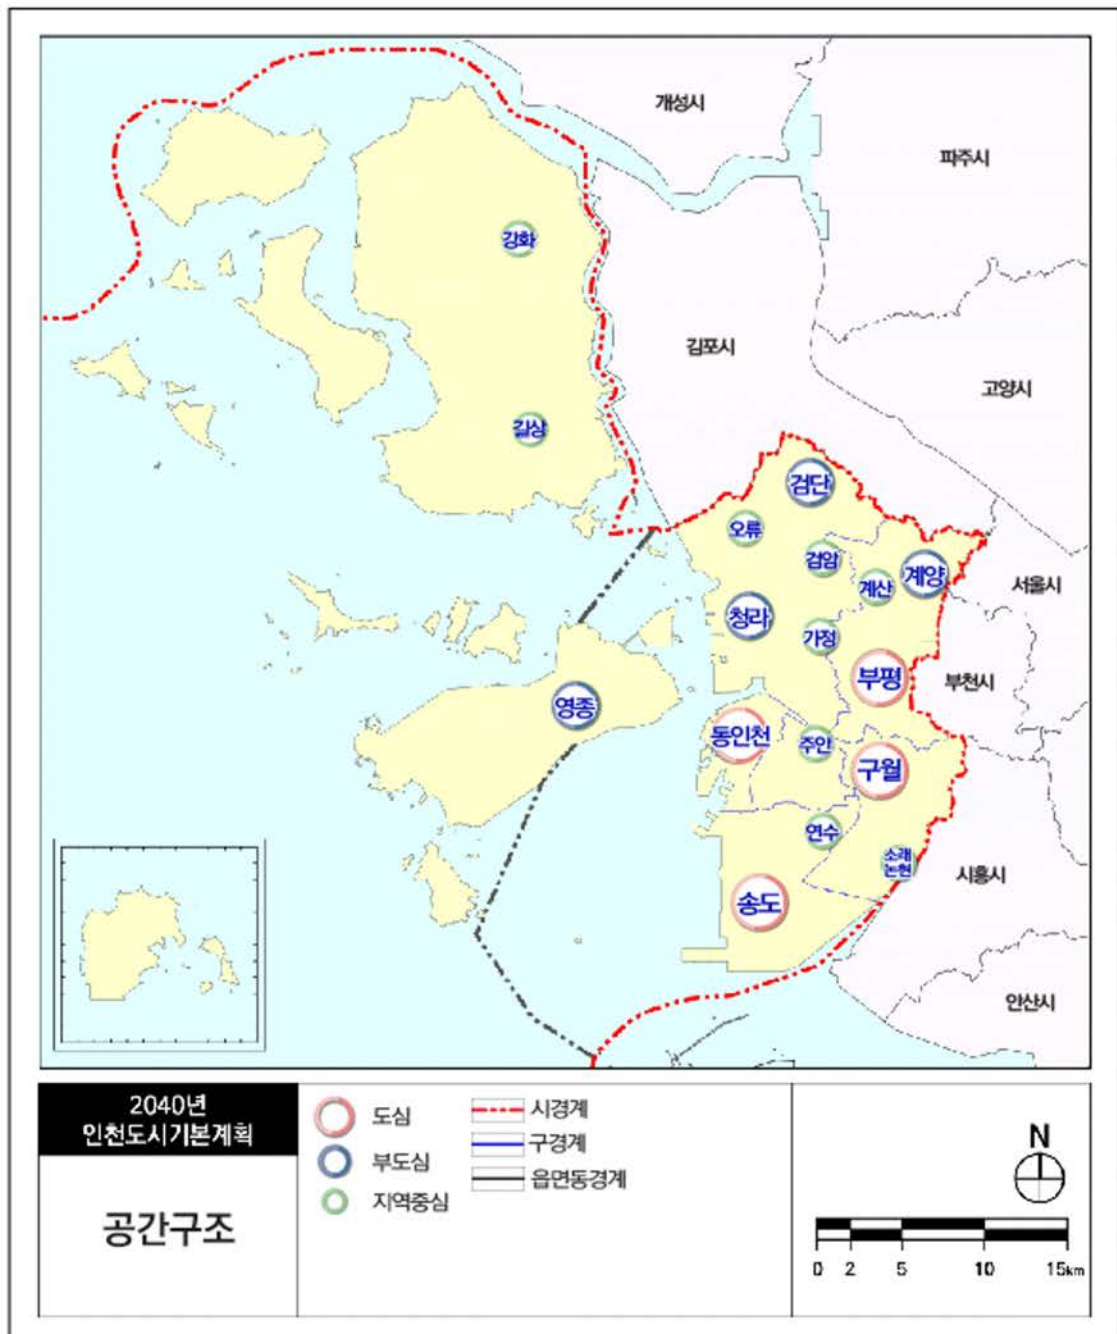 개성시
파주시
강화
김포시
고양시
길상
검단
오류
검암
계산
계양
서울시
청라
가정
부평
부천시
영종
동인천
주안
구월
연수
소래
논현
시흥시
송도
안산시
2040년
인천도시기본계획
공간구조
도심
부도심
지역중심
시경계
구경계
읍면동경계
N
0 2 5 10 15km